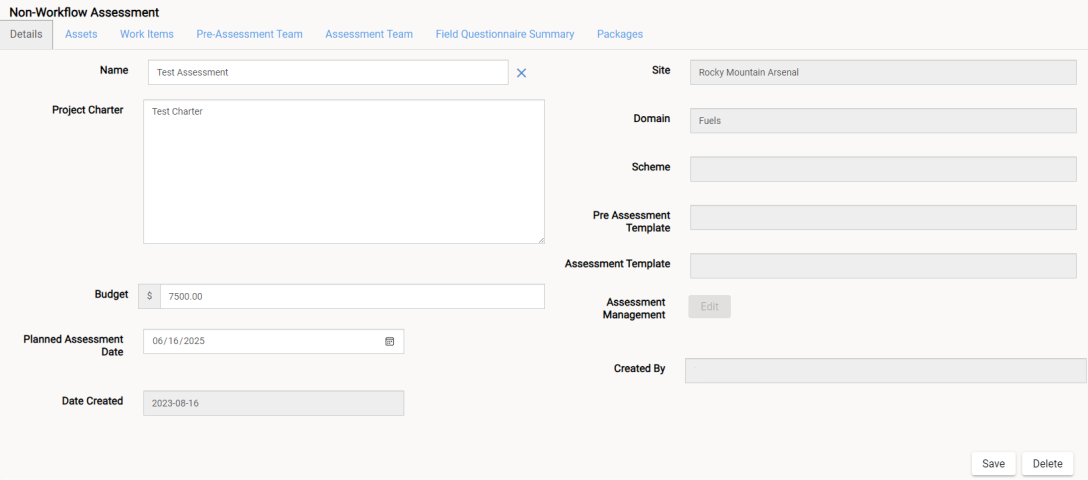 Non-Workflow Assessment
Details Assets Work Items Pre-Assessment Team Assessment Team Field Questionnaire Summary Packages
Name Test Assessment
Project Charter Test Charter
Budget $ 7500.00
Planned Assessment
Date 06/16/2025
Date Created 2023-08-16
Site Rocky Mountain Arsenal
Domain Fuels
Scheme
Pre Assessment
Template
Assessment Template
Assessment
Management Edit
Created By
Save Delete